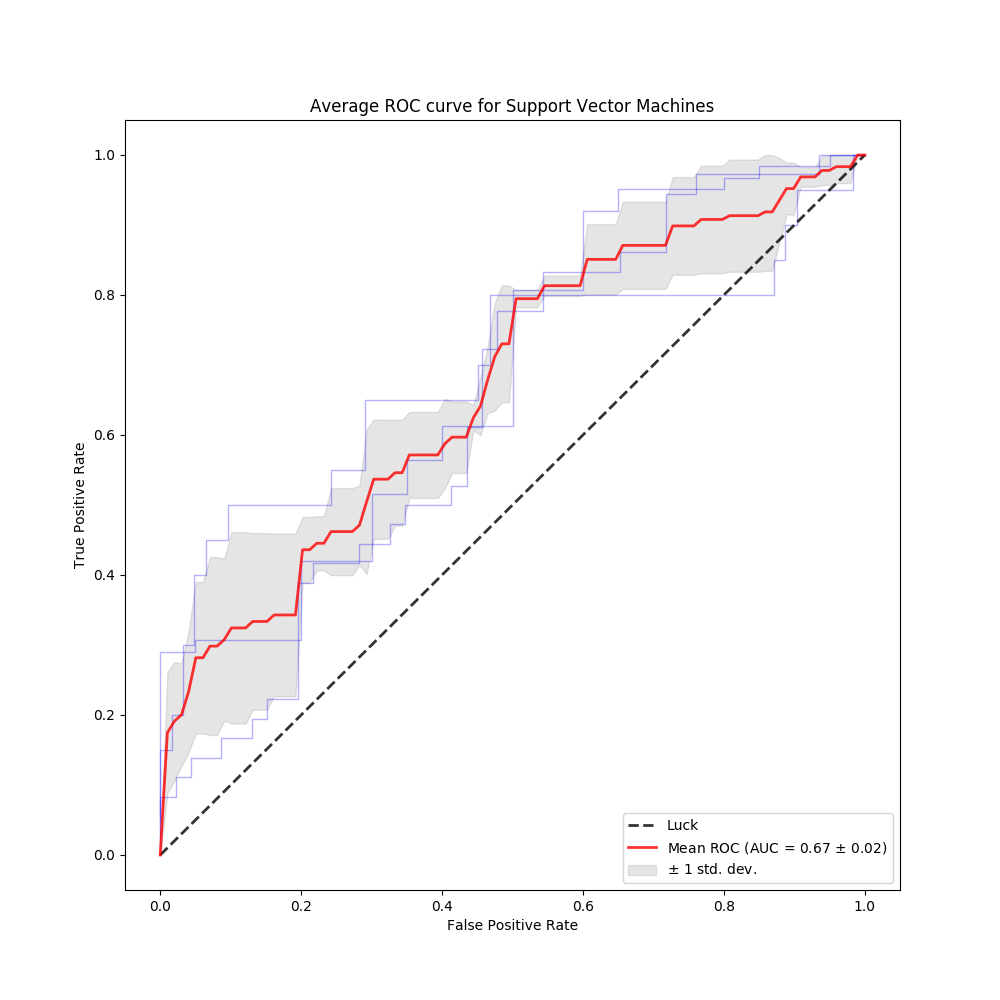 Average ROC curve for Support Vector Machines
True Positive Rate
1.0
0.8
0.6
0.4
0.2
0.0
Luck
Mean ROC (AUC = 0.67 ± 0.02)
± 1 std. dev.
0.0 0.2 0.4 0.6 0.8 1.0
False Positive Rate